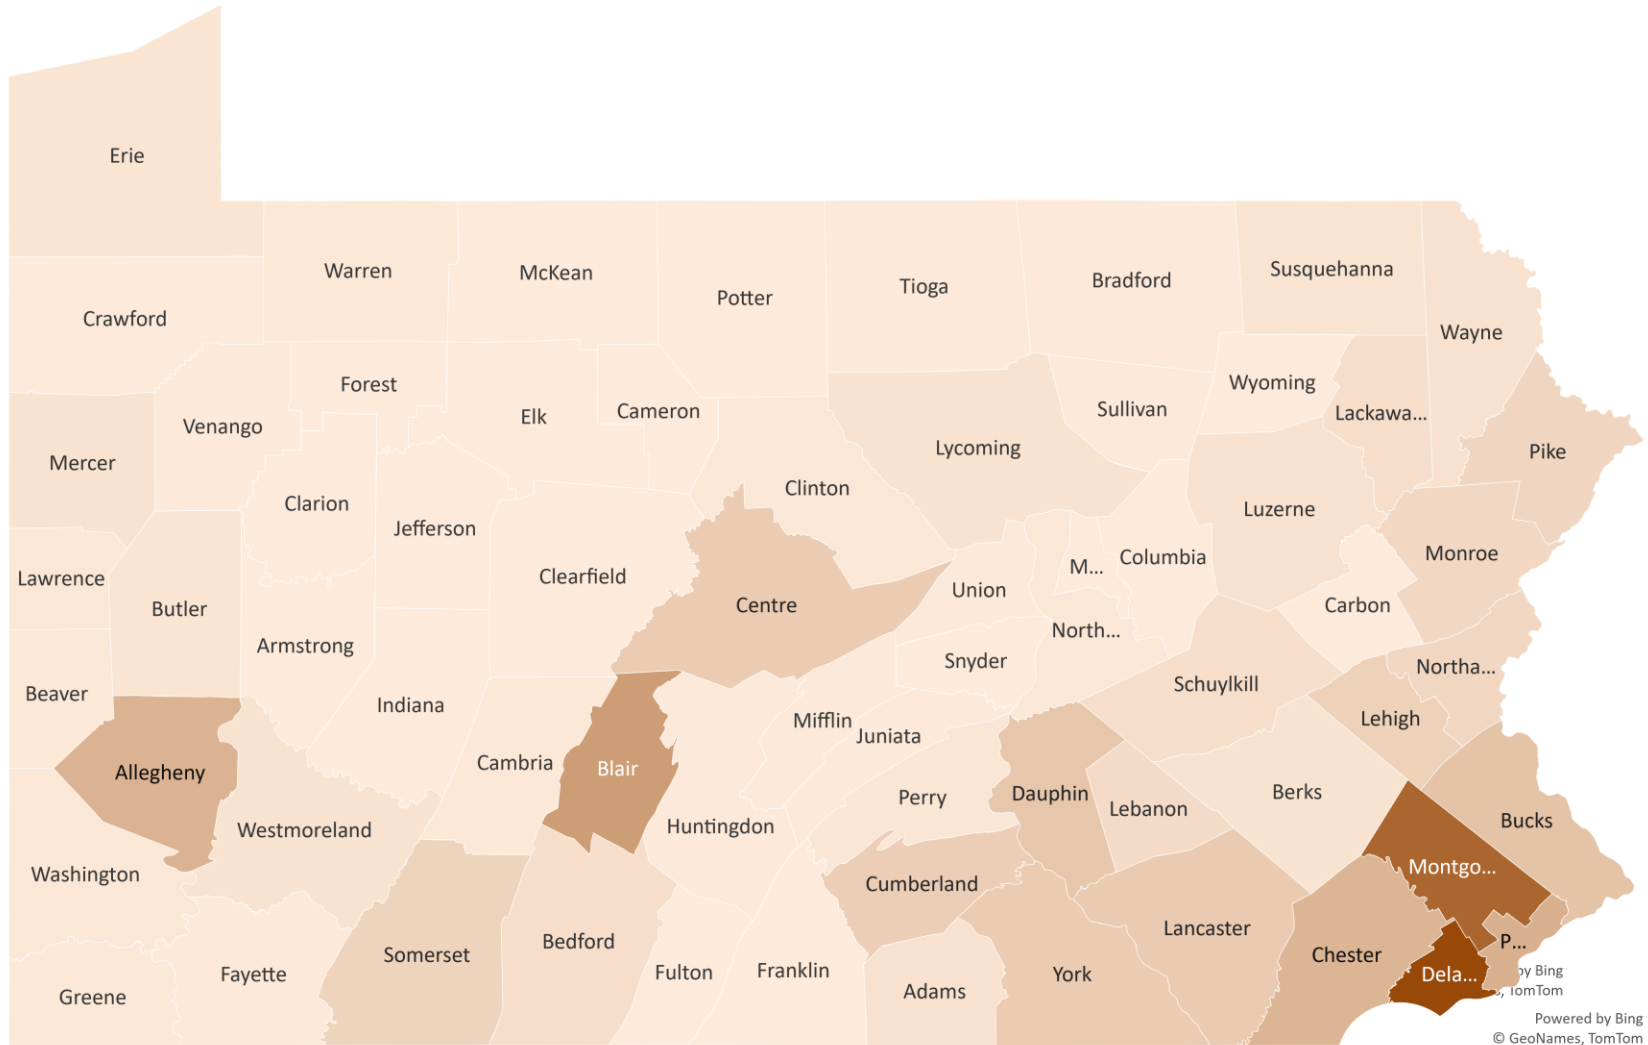 Erie
Warren
McKean
Potter
Tioga
Bradford
Susquehanna
Wayne
Crawford
Forest
Venango
Elk
Cameron
Sullivan
Wyoming
Lackawa...
Pike
Mercer
Clarion
Jefferson
Clinton
Lycoming
Luzerne
Monroe
Lawrence
Butler
Clearfield
Centre
Union
M...
Columbia
Carbon
Armstrong
North...
Snyder
Schuylkill
Northa...
Beaver
Indiana
Mifflin
Juniata
Lehigh
Allegheny
Cambria
Blair
Perry
Dauphin
Lebanon
Berks
Bucks
Westmoreland
Huntingdon
Washington
Cumberland
Montgo...
Somerset
Bedford
Lancaster
Chester
P...
Greene
Fayette
Fulton
Franklin
Adams
York
Dela...
by Bing
s, TomTom
Powered by Bing
© GeoNames, TomTom